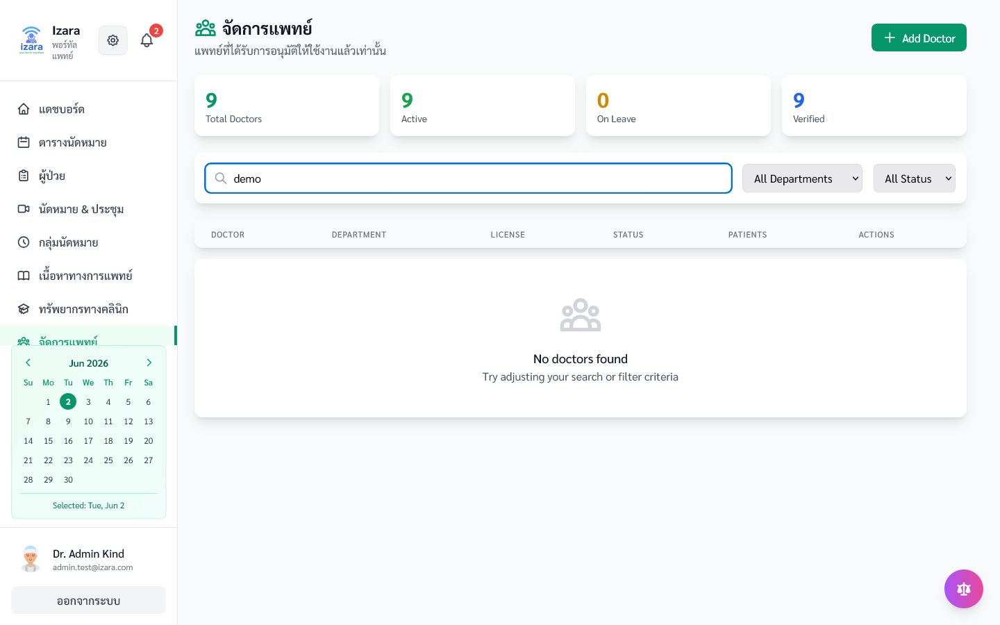 Izara
พอร์ทัล
แพทย์
izara
2
แดชบอร์ด
ตารางนัดหมาย
ผู้ป่วย
นัดหมาย & ประชุม
กลุ่มนัดหมาย
เนื้อหาทางการแพทย์
ทรัพยากรทางคลินิก
จัดการแพทย์
Jun 2026
Su Mo Tu We Th Fr Sa
1 2 3 4 5 6
7 8 9 10 11 12 13
14 15 16 17 18 19 20
21 22 23 24 25 26 27
28 29 30
Selected: Tue, Jun 2
Dr. Admin Kind
admin.test@izara.com
ออกจากระบบ
จัดการแพทย์
แพทย์ที่ได้รับการอนุมัติให้ใช้งานแล้วเท่านั้น
Add Doctor
9
Total Doctors
9
Active
0
On Leave
9
Verified
demo
All Departments
All Status
DOCTOR DEPARTMENT LICENSE STATUS PATIENTS ACTIONS
No doctors found
Try adjusting your search or filter criteria